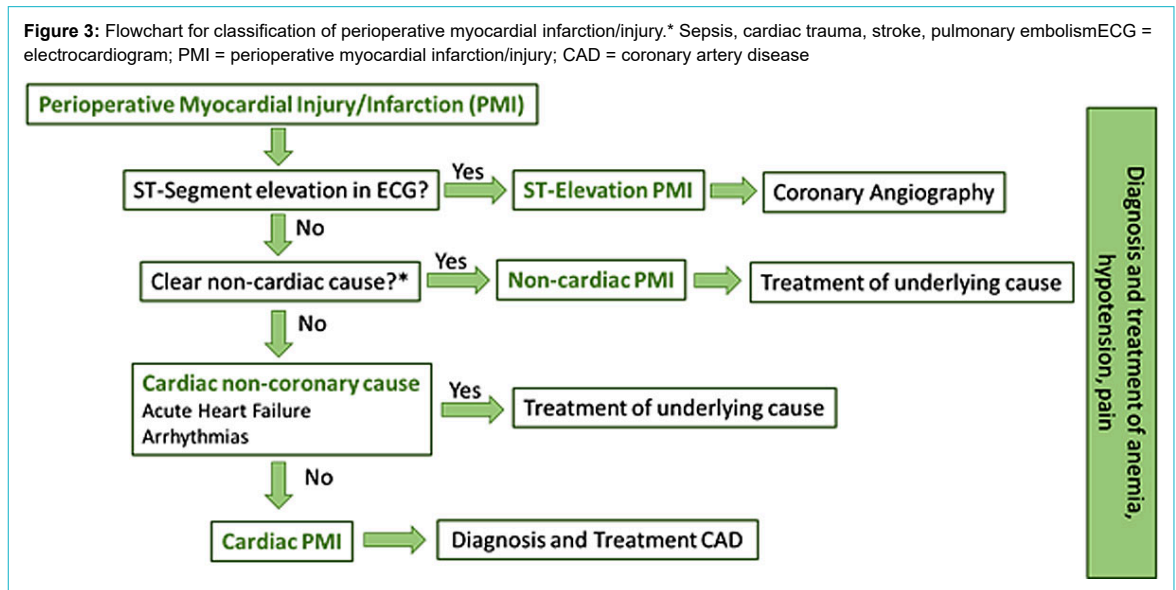 Figure 3: Flowchart for classification of perioperative myocardial infarction/injury.* Sepsis, cardiac trauma, stroke, pulmonary embolismECG =
electrocardiogram; PMI = perioperative myocardial infarction/injury; CAD = coronary artery disease
Perioperative Myocardial Injury/Infarction (PMI)
ST-Segment elevation in ECG?
Yes
ST-Elevation PMI
Coronary Angiography
No
Clear non-cardiac cause?*
Yes
Non-cardiac PMI
Treatment of underlying cause
No
Cardiac non-coronary cause
Acute Heart Failure
Arrhythmias
Yes
Treatment of underlying cause
No
Cardiac PMI
Diagnosis and Treatment CAD
Diagnosis and treatment of anemia,
hypotension, pain